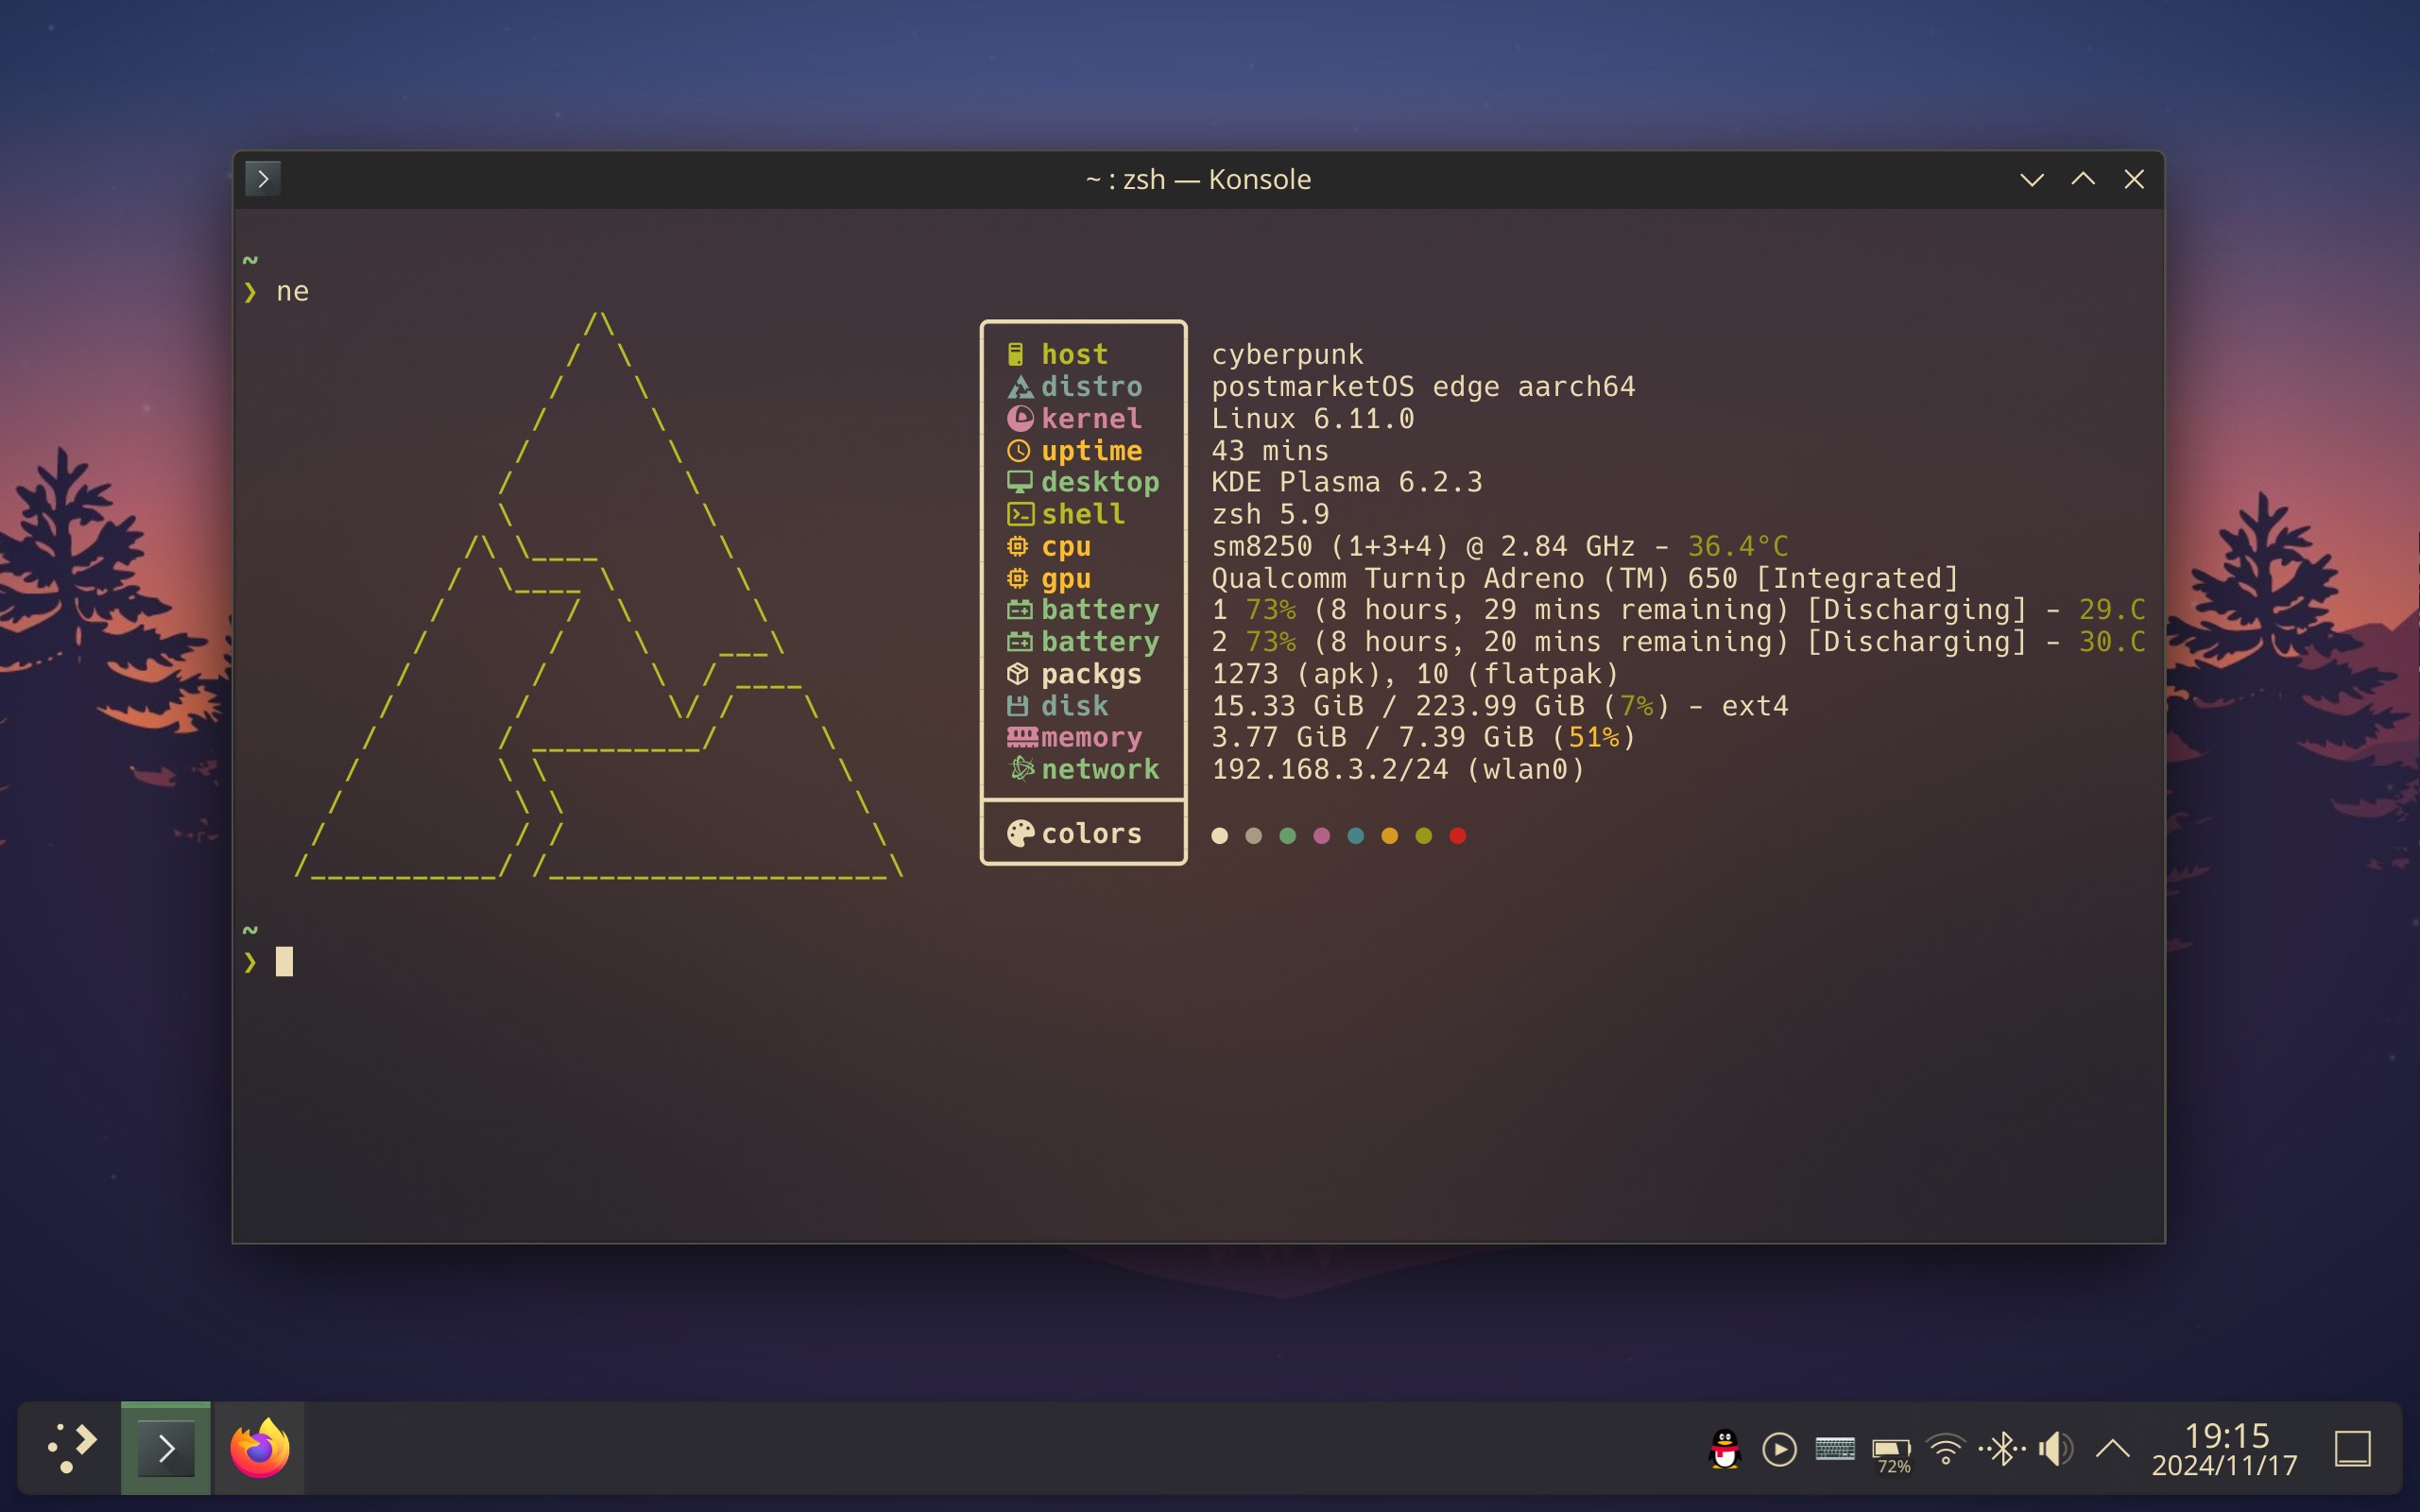 ~ : zsh — Konsole
~
❯ ne
host cyberpunk
distro postmarketOS edge aarch64
kernel Linux 6.11.0
uptime 43 mins
desktop KDE Plasma 6.2.3
shell zsh 5.9
cpu sm8250 (1+3+4) @ 2.84 GHz - 36.4°C
gpu Qualcomm Turnip Adreno (TM) 650 [Integrated]
battery 1 73% (8 hours, 29 mins remaining) [Discharging] - 29.C
battery 2 73% (8 hours, 20 mins remaining) [Discharging] - 30.C
packgs 1273 (apk), 10 (flatpak)
disk 15.33 GiB / 223.99 GiB (7%) - ext4
memory 3.77 GiB / 7.39 GiB (51%)
network 192.168.3.2/24 (wlan0)
colors
~
❯
72%
19:15
2024/11/17